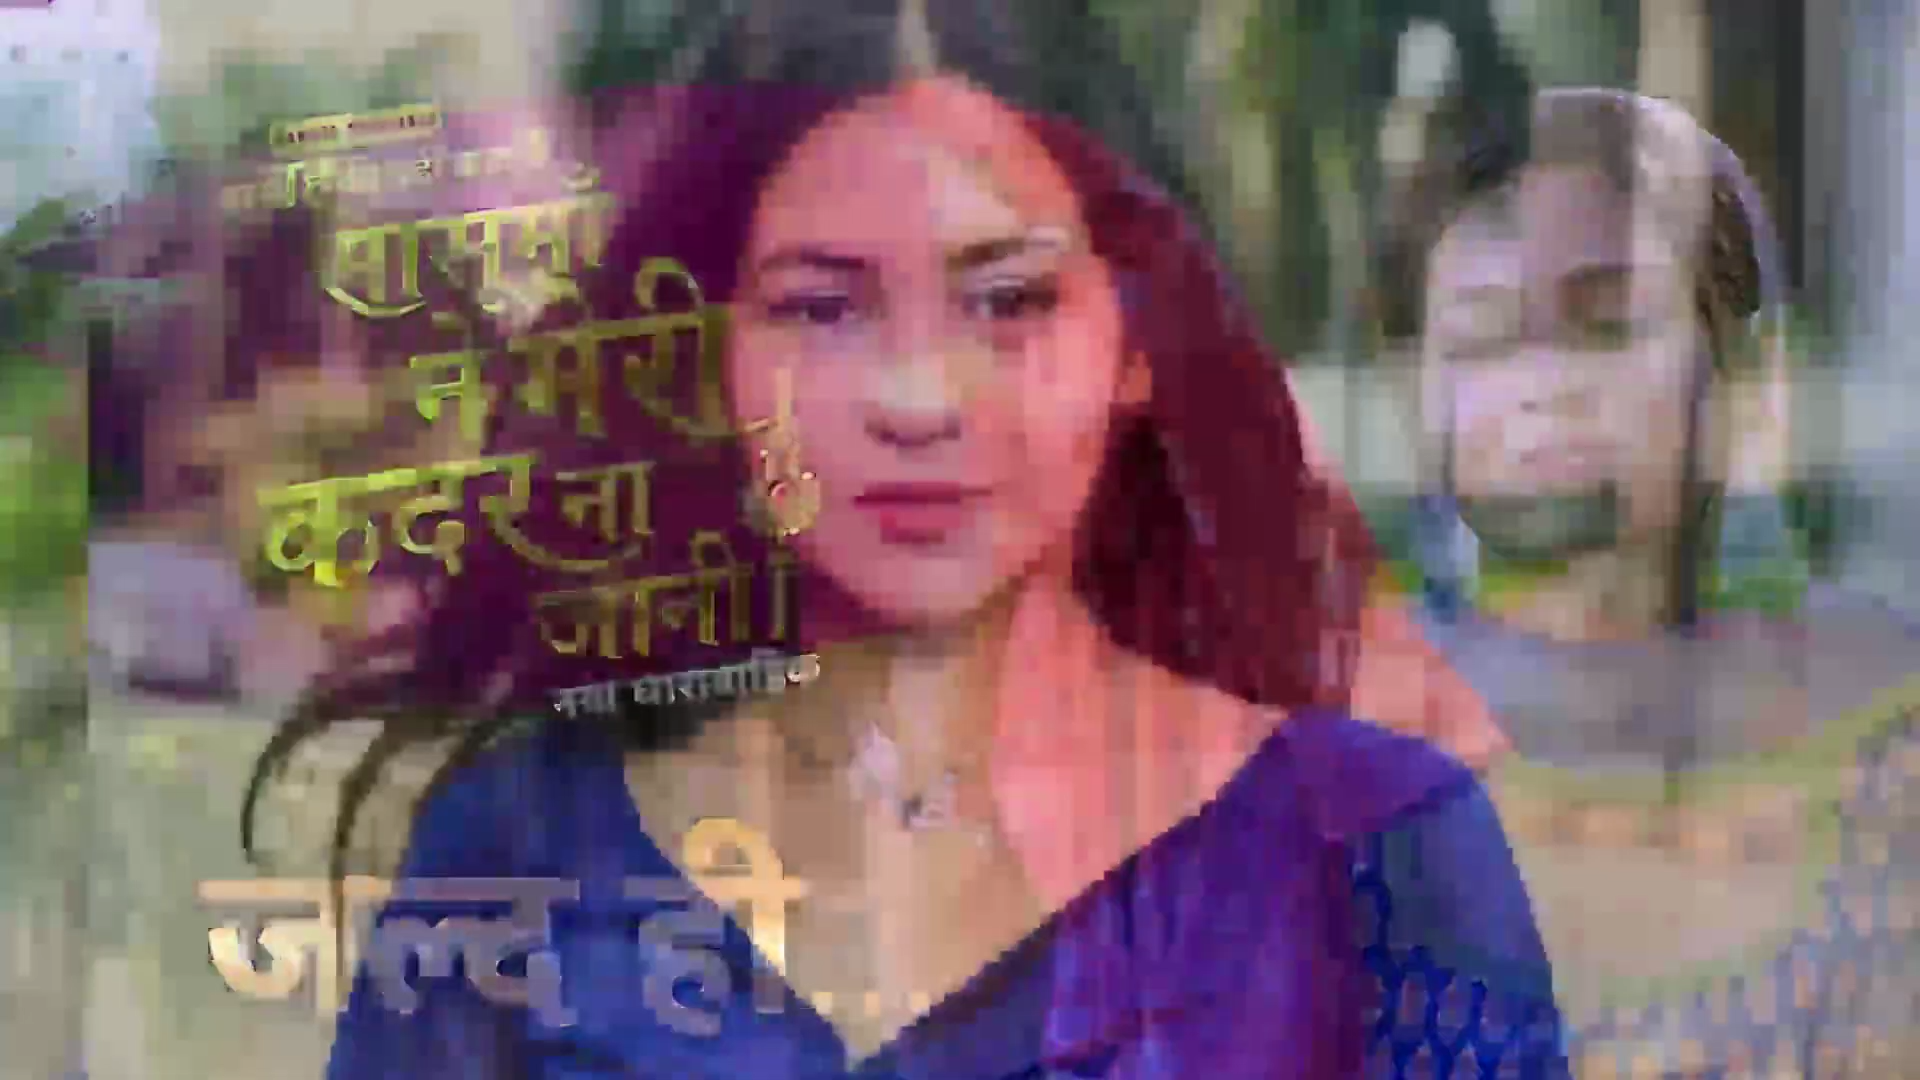 सासूमाँ
ने मेरी
कदर ना
जानी।
नया धारावाहिक
जल्द ही....